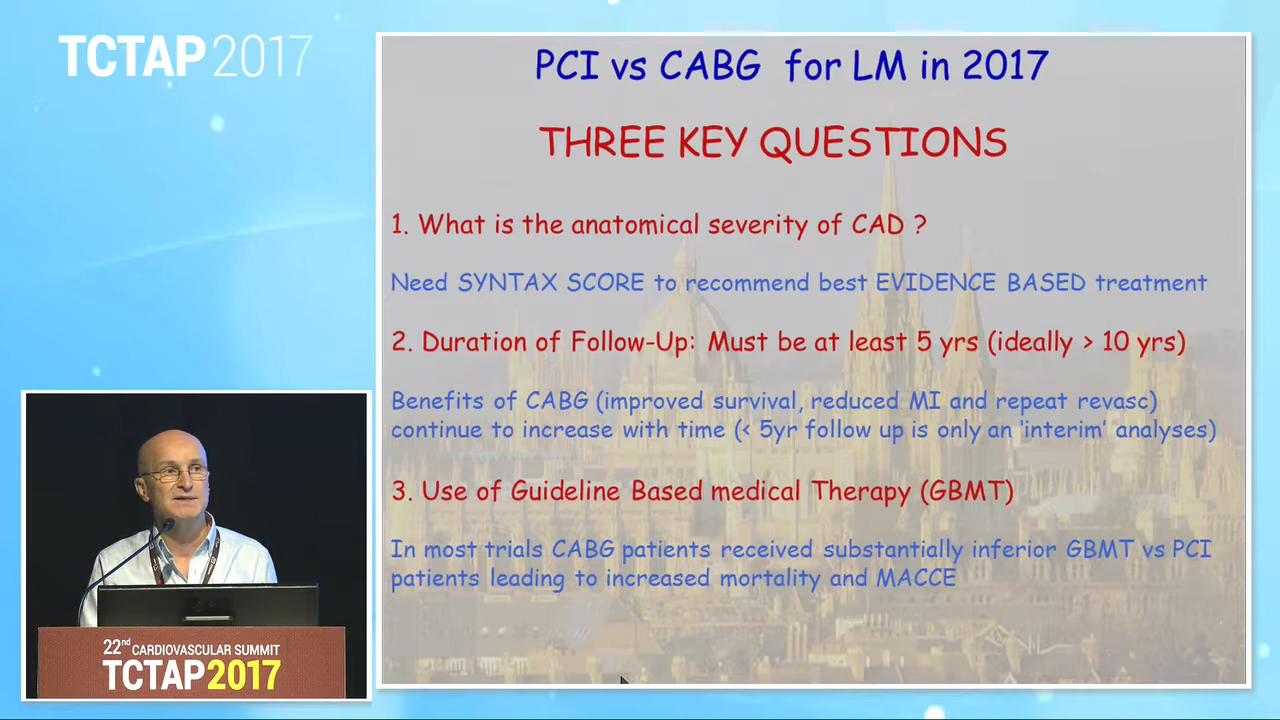 TCTAP 2017
PCI vs CABG for LM in 2017
THREE KEY QUESTIONS
1. What is the anatomical severity of CAD ?
Need SYNTAX SCORE to recommend best EVIDENCE BASED treatment
2. Duration of Follow-Up: Must be at least 5 yrs (ideally > 10 yrs)
Benefits of CABG (improved survival, reduced MI and repeat revasc)
continue to increase with time (< 5yr follow up is only an 'interim' analyses)
3. Use of Guideline Based medical Therapy (GBMT)
In most trials CABG patients received substantially inferior GBMT vs PCI
patients leading to increased mortality and MACCE
22nd CARDIOVASCULAR SUMMIT
TCTAP2017